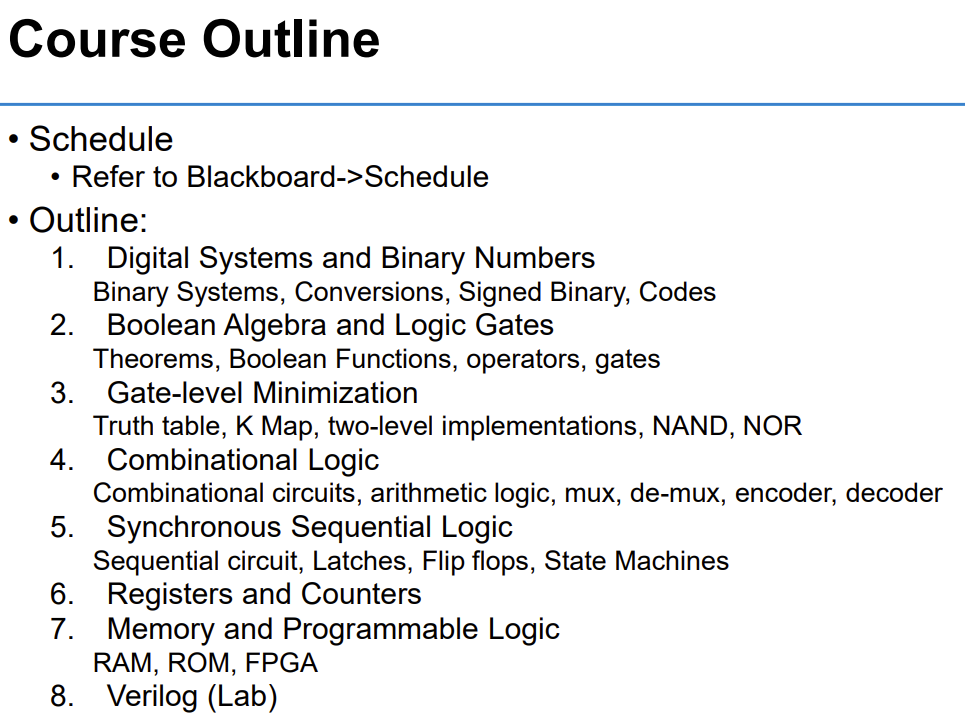 Course Outline
• Schedule
• Refer to Blackboard->Schedule
• Outline:
1. Digital Systems and Binary Numbers
Binary Systems, Conversions, Signed Binary, Codes
2. Boolean Algebra and Logic Gates
Theorems, Boolean Functions, operators, gates
3. Gate-level Minimization
Truth table, K Map, two-level implementations, NAND, NOR
4. Combinational Logic
Combinational circuits, arithmetic logic, mux, de-mux, encoder, decoder
5. Synchronous Sequential Logic
Sequential circuit, Latches, Flip flops, State Machines
6. Registers and Counters
7. Memory and Programmable Logic
RAM, ROM, FPGA
8. Verilog (Lab)